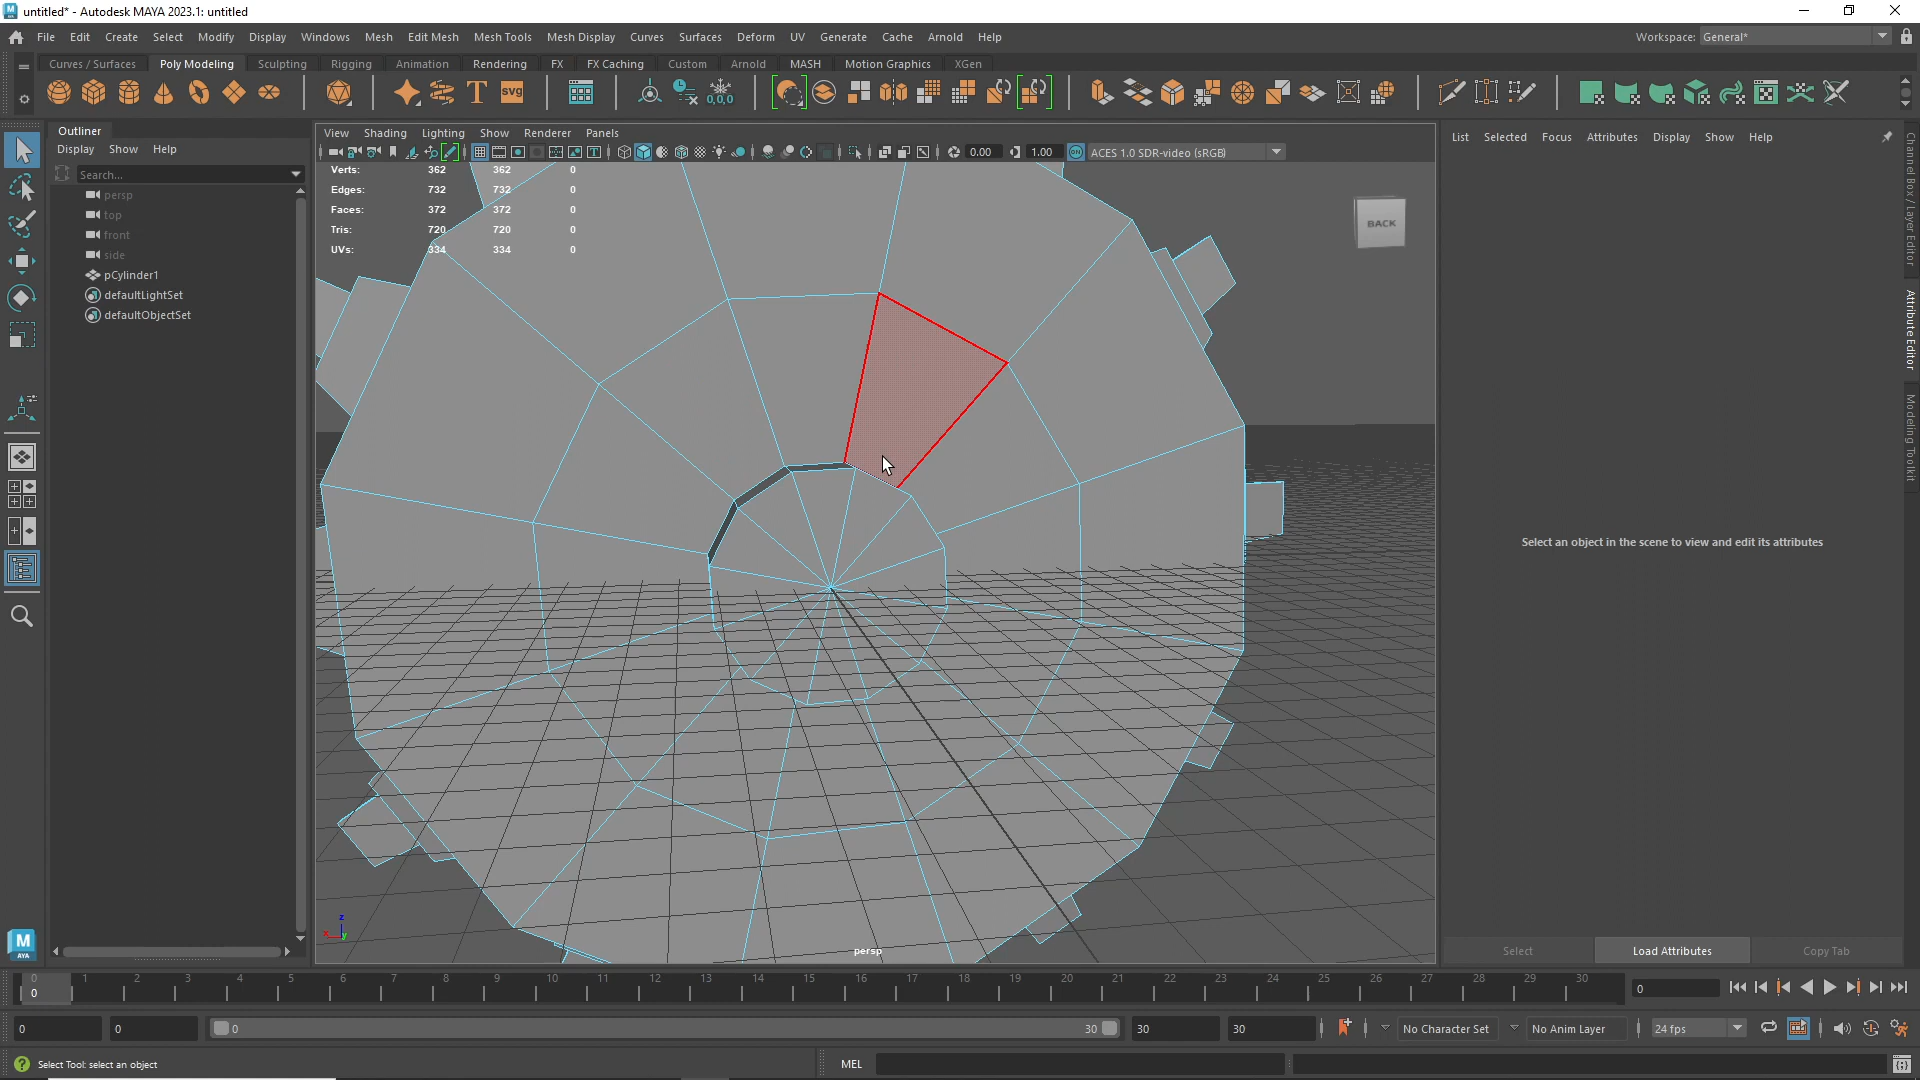 untitled* - Autodesk MAYA 2023.1: untitled
File Edit Create Select Modify Display Windows Mesh Edit Mesh Mesh Tools Mesh Display Curves Surfaces Deform UV Generate Cache Arnold Help
Workspace: General*
Curves / Surfaces Poly Modeling Sculpting Rigging Animation Rendering FX FX Caching Custom Arnold MASH Motion Graphics XGen
T SVG 0,0,0
Outliner
Display Show Help
Search...
persp
top
front
side
pCylinder1
defaultLightSet
defaultObjectSet
View Shading Lighting Show Renderer Panels
0.00 1.00 ON ACES 1.0 SDR-video (sRGB)
Verts: 362 362 0
Edges: 732 732 0
Faces: 372 372 0
Tris: 720 720 0
UVs: 334 334 0
BACK
z
x
y
persp
List Selected Focus Attributes Display Show Help
Select an object in the scene to view and edit its attributes
Select Load Attributes Copy Tab
Channel Box / Layer Editor
Attribute Editor
Modeling Toolkit
M
AYA
0 1 2 3 4 5 6 7 8 9 10 11 12 13 14 15 16 17 18 19 20 21 22 23 24 25 26 27 28 29 30
0
0
0 0 0 30 30 30 No Character Set No Anim Layer 24 fps
? Select Tool: select an object
MEL